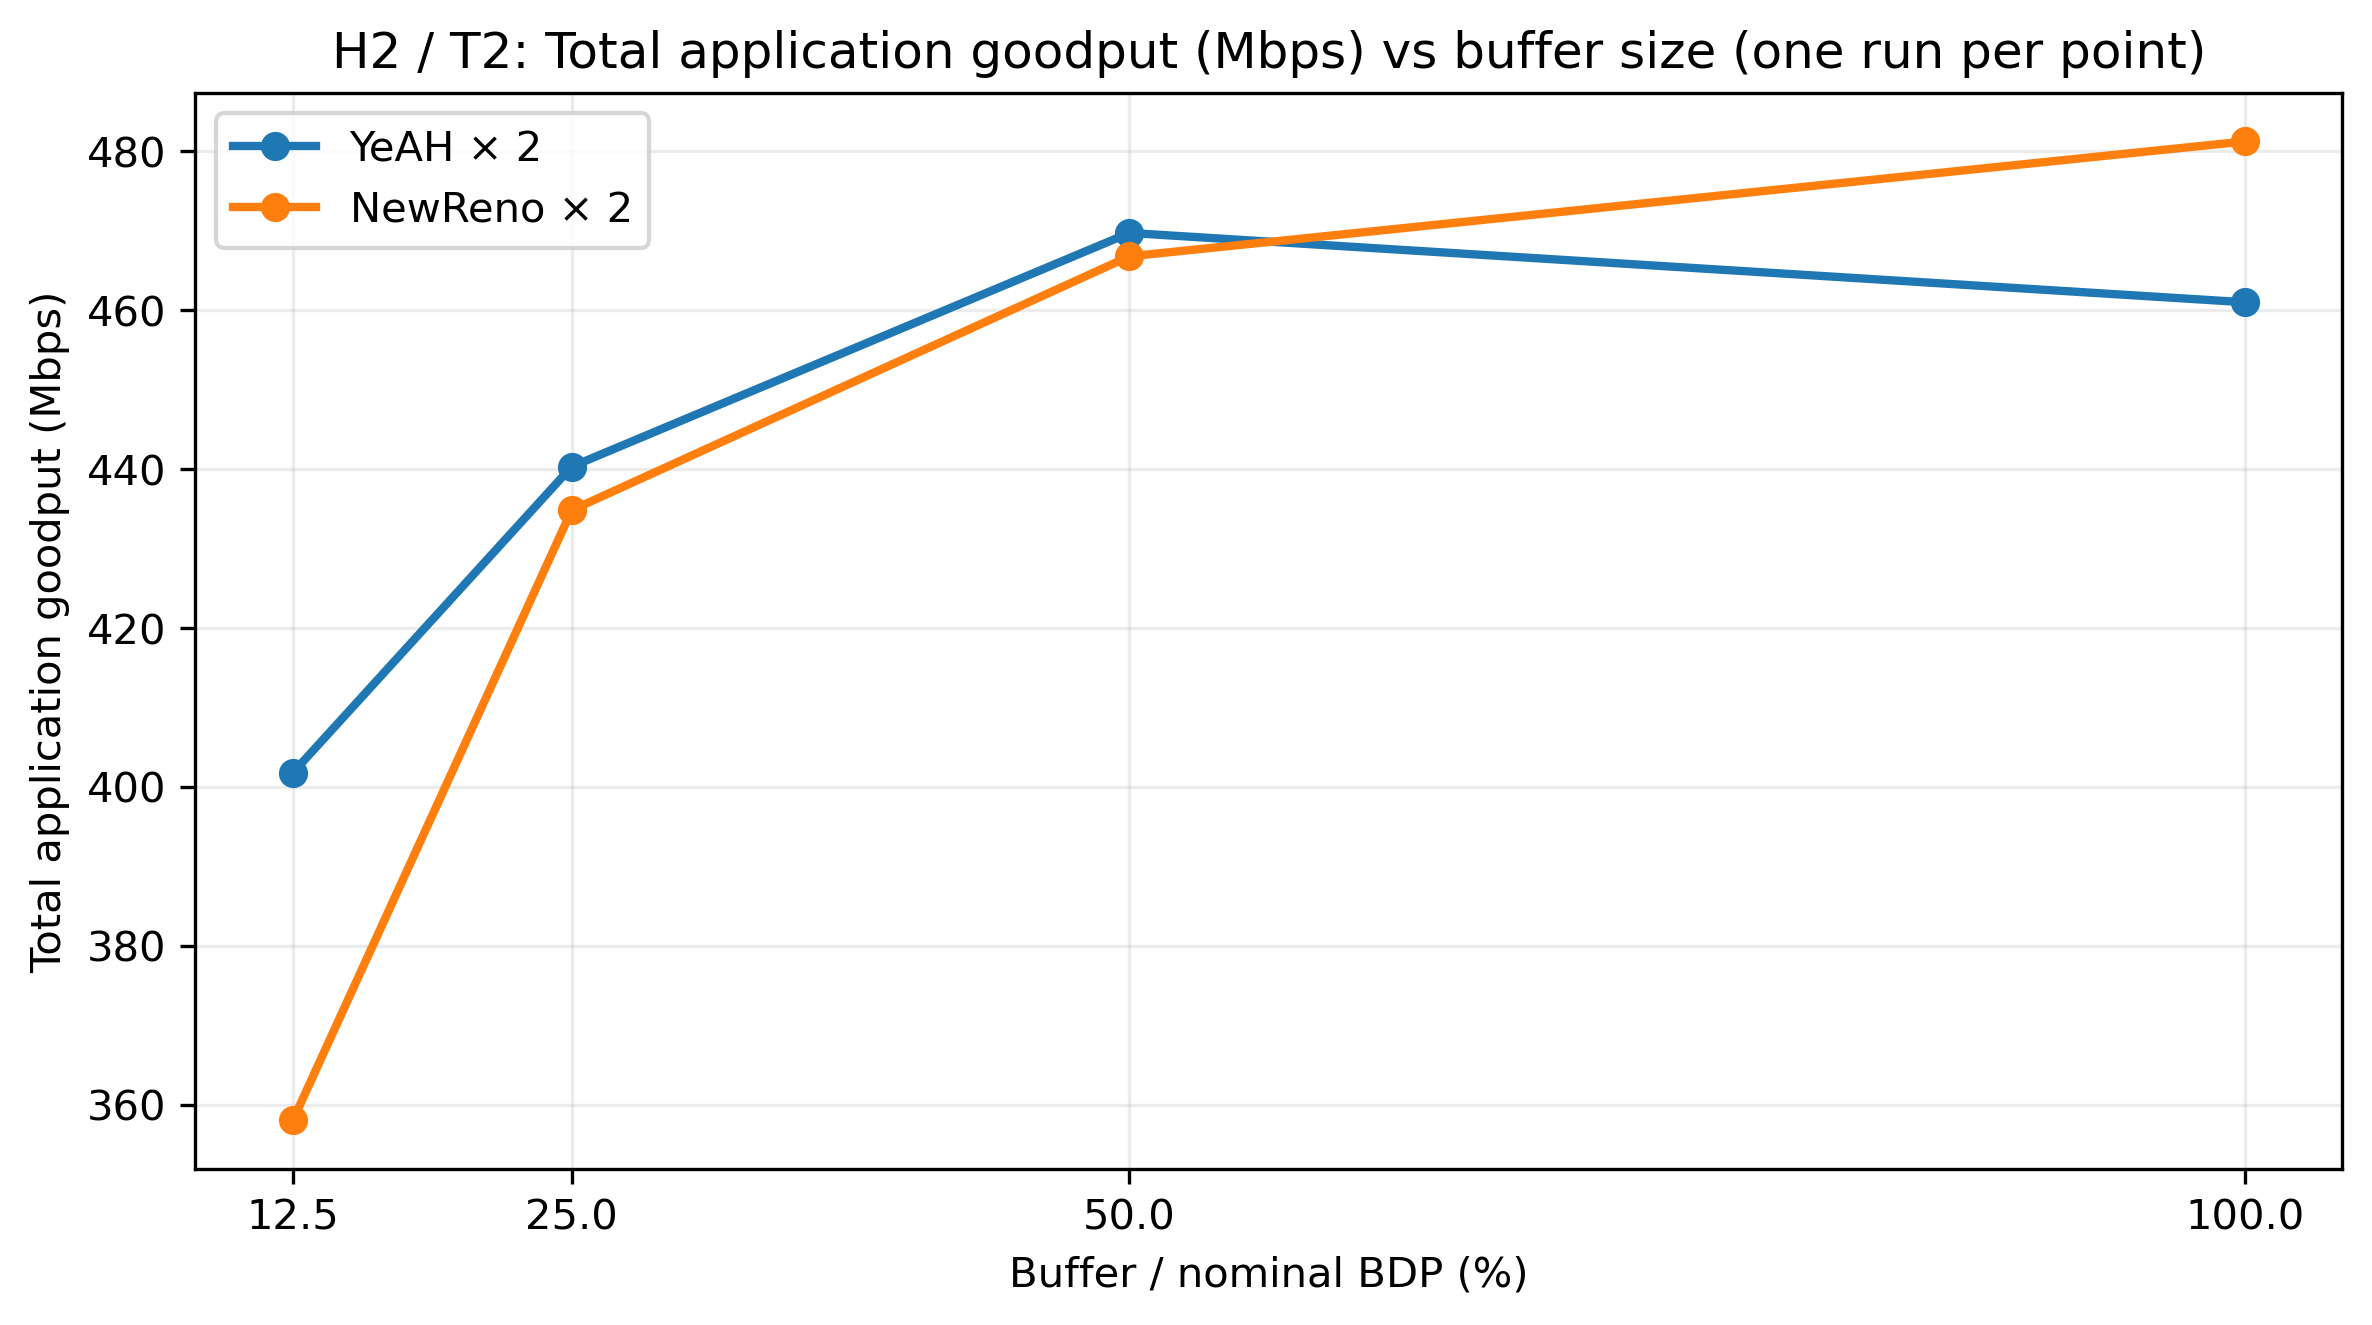 H2 / T2: Total application goodput (Mbps) vs buffer size (one run per point)
YeAH × 2
NewReno × 2
Total application goodput (Mbps)
480
460
440
420
400
380
360
12.5 25.0 50.0 100.0
Buffer / nominal BDP (%)